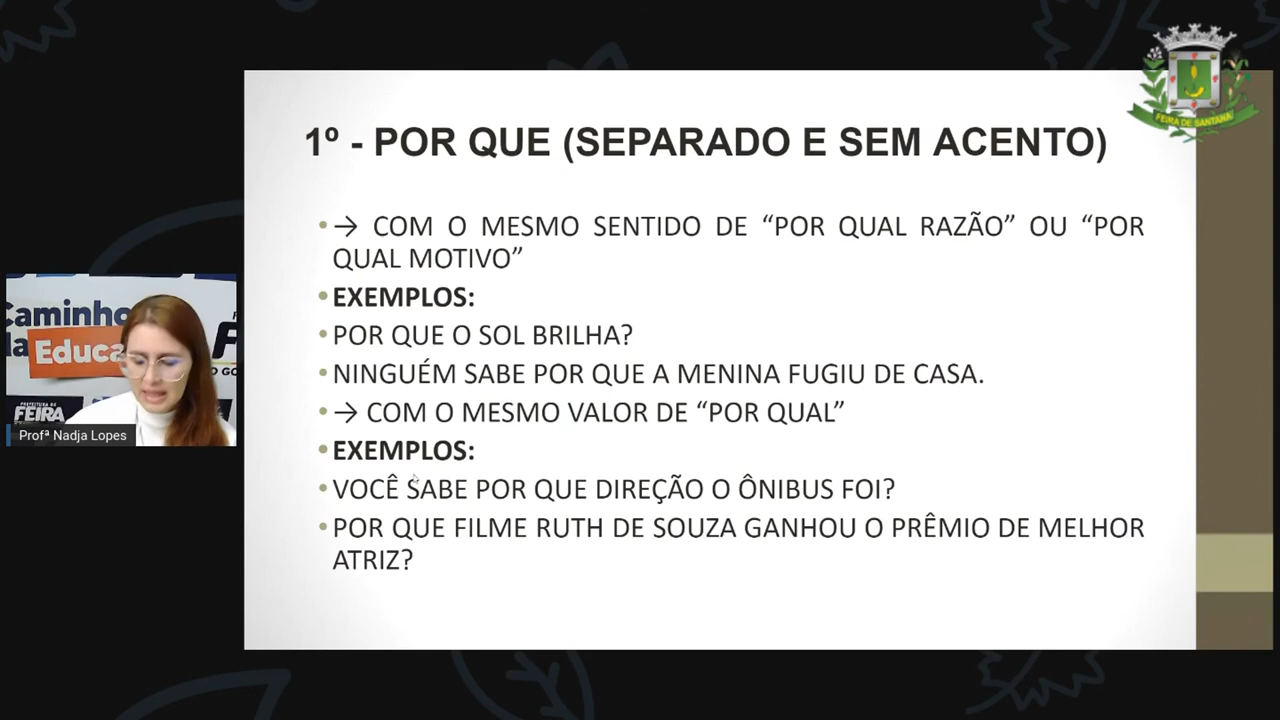 FEIRA DE SANTANA
1º - POR QUE (SEPARADO E SEM ACENTO)
•→ COM O MESMO SENTIDO DE “POR QUAL RAZÃO” OU “POR
QUAL MOTIVO”
•EXEMPLOS:
•POR QUE O SOL BRILHA?
•NINGUÉM SABE POR QUE A MENINA FUGIU DE CASA.
•→ COM O MESMO VALOR DE “POR QUAL”
•EXEMPLOS:
•VOCÊ SABE POR QUE DIREÇÃO O ÔNIBUS FOI?
•POR QUE FILME RUTH DE SOUZA GANHOU O PRÊMIO DE MELHOR
ATRIZ?
Caminho
da
Educa
FEIRA
Profª Nadja Lopes